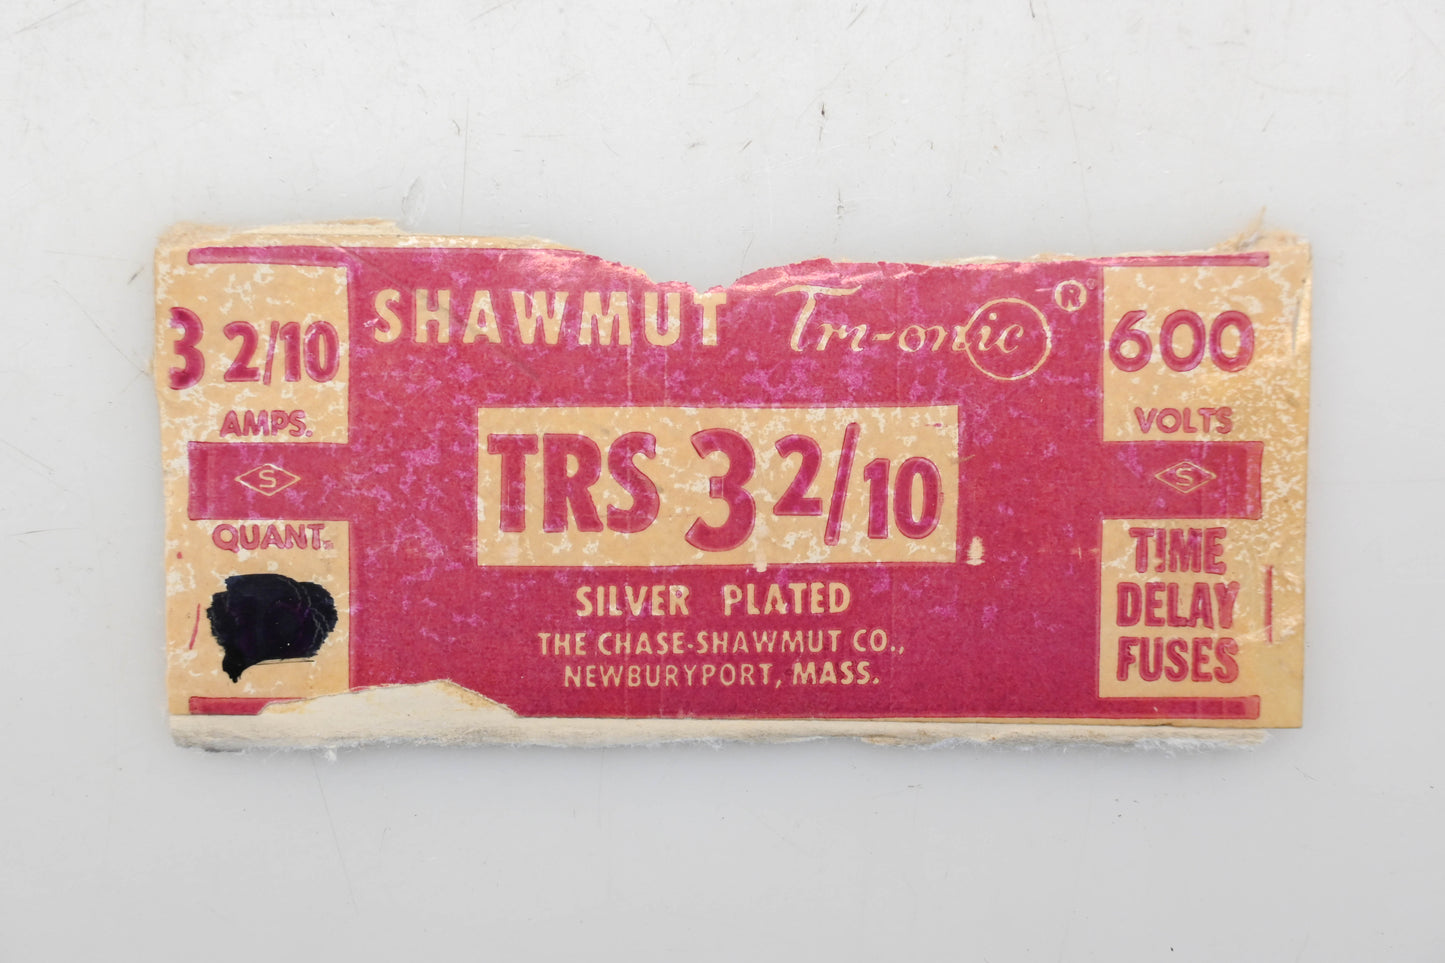 SHAWMUT Tri-onic ®
3 2/10
AMPS.
S
QUANT.
TRS 3 2/10
SILVER PLATED
THE CHASE-SHAWMUT CO.,
NEWBURYPORT, MASS.
600
VOLTS
S
TIME
DELAY
FUSES